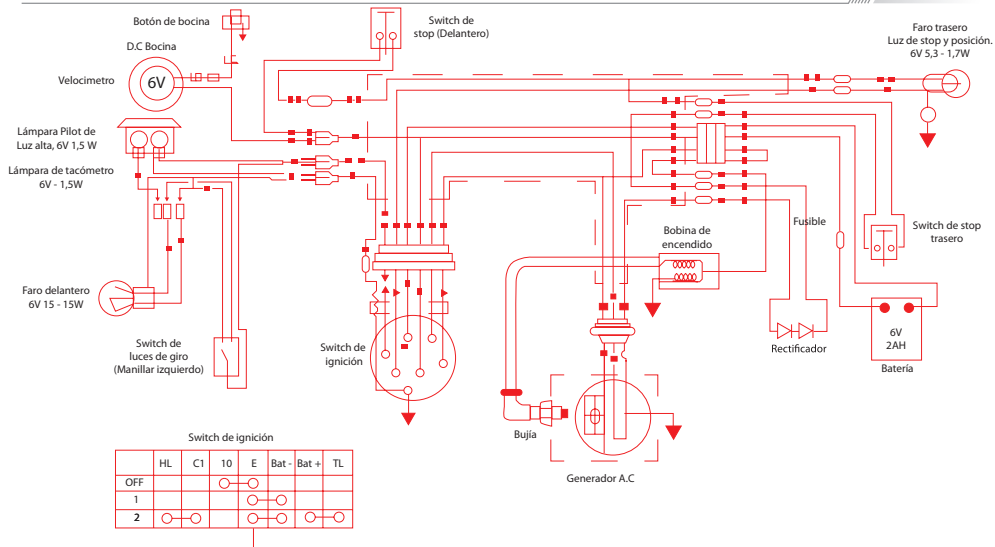 Botón de bocina
Switch de
stop (Delantero)
Faro trasero
Luz de stop y posición.
6V 5,3 - 1,7W
D.C Bocina
Velocimetro
6V
Lámpara Pilot de
Luz alta, 6V 1,5 W
Lámpara de tacómetro
6V - 1,5W
Faro delantero
6V 15 - 15W
Switch de
luces de giro
(Manillar izquierdo)
Switch de
ignición
Bobina de
encendido
Fusible
Switch de stop
trasero
Rectificador
6V
2AH
Batería
Bujía
Generador A.C
Switch de ignición
HL C1 10 E Bat - Bat + TL
OFF
1
2